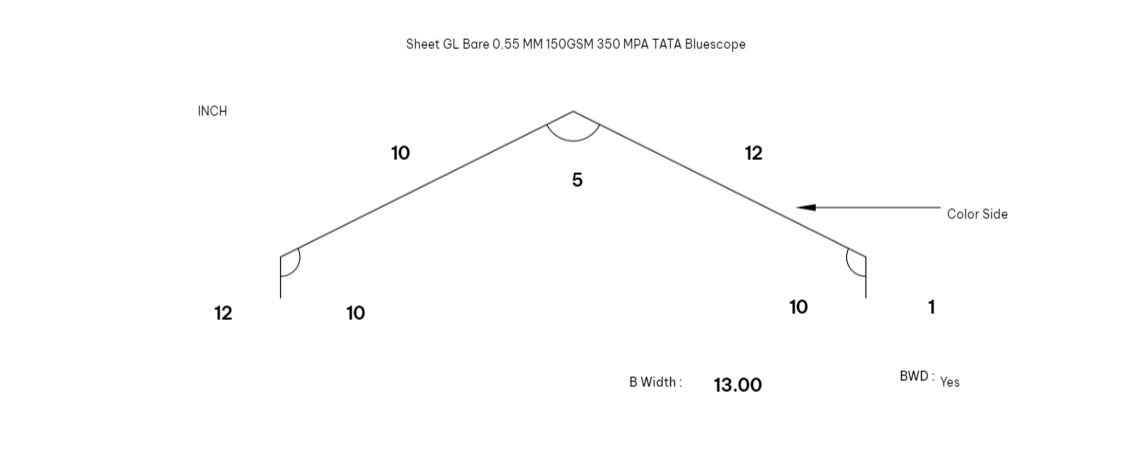 Sheet GL Bare 0.55 MM 150GSM 350 MPA TATA Bluescope
INCH
10
12
5
Color Side
12
10
10
1
B Width : 13.00
BWD : Yes